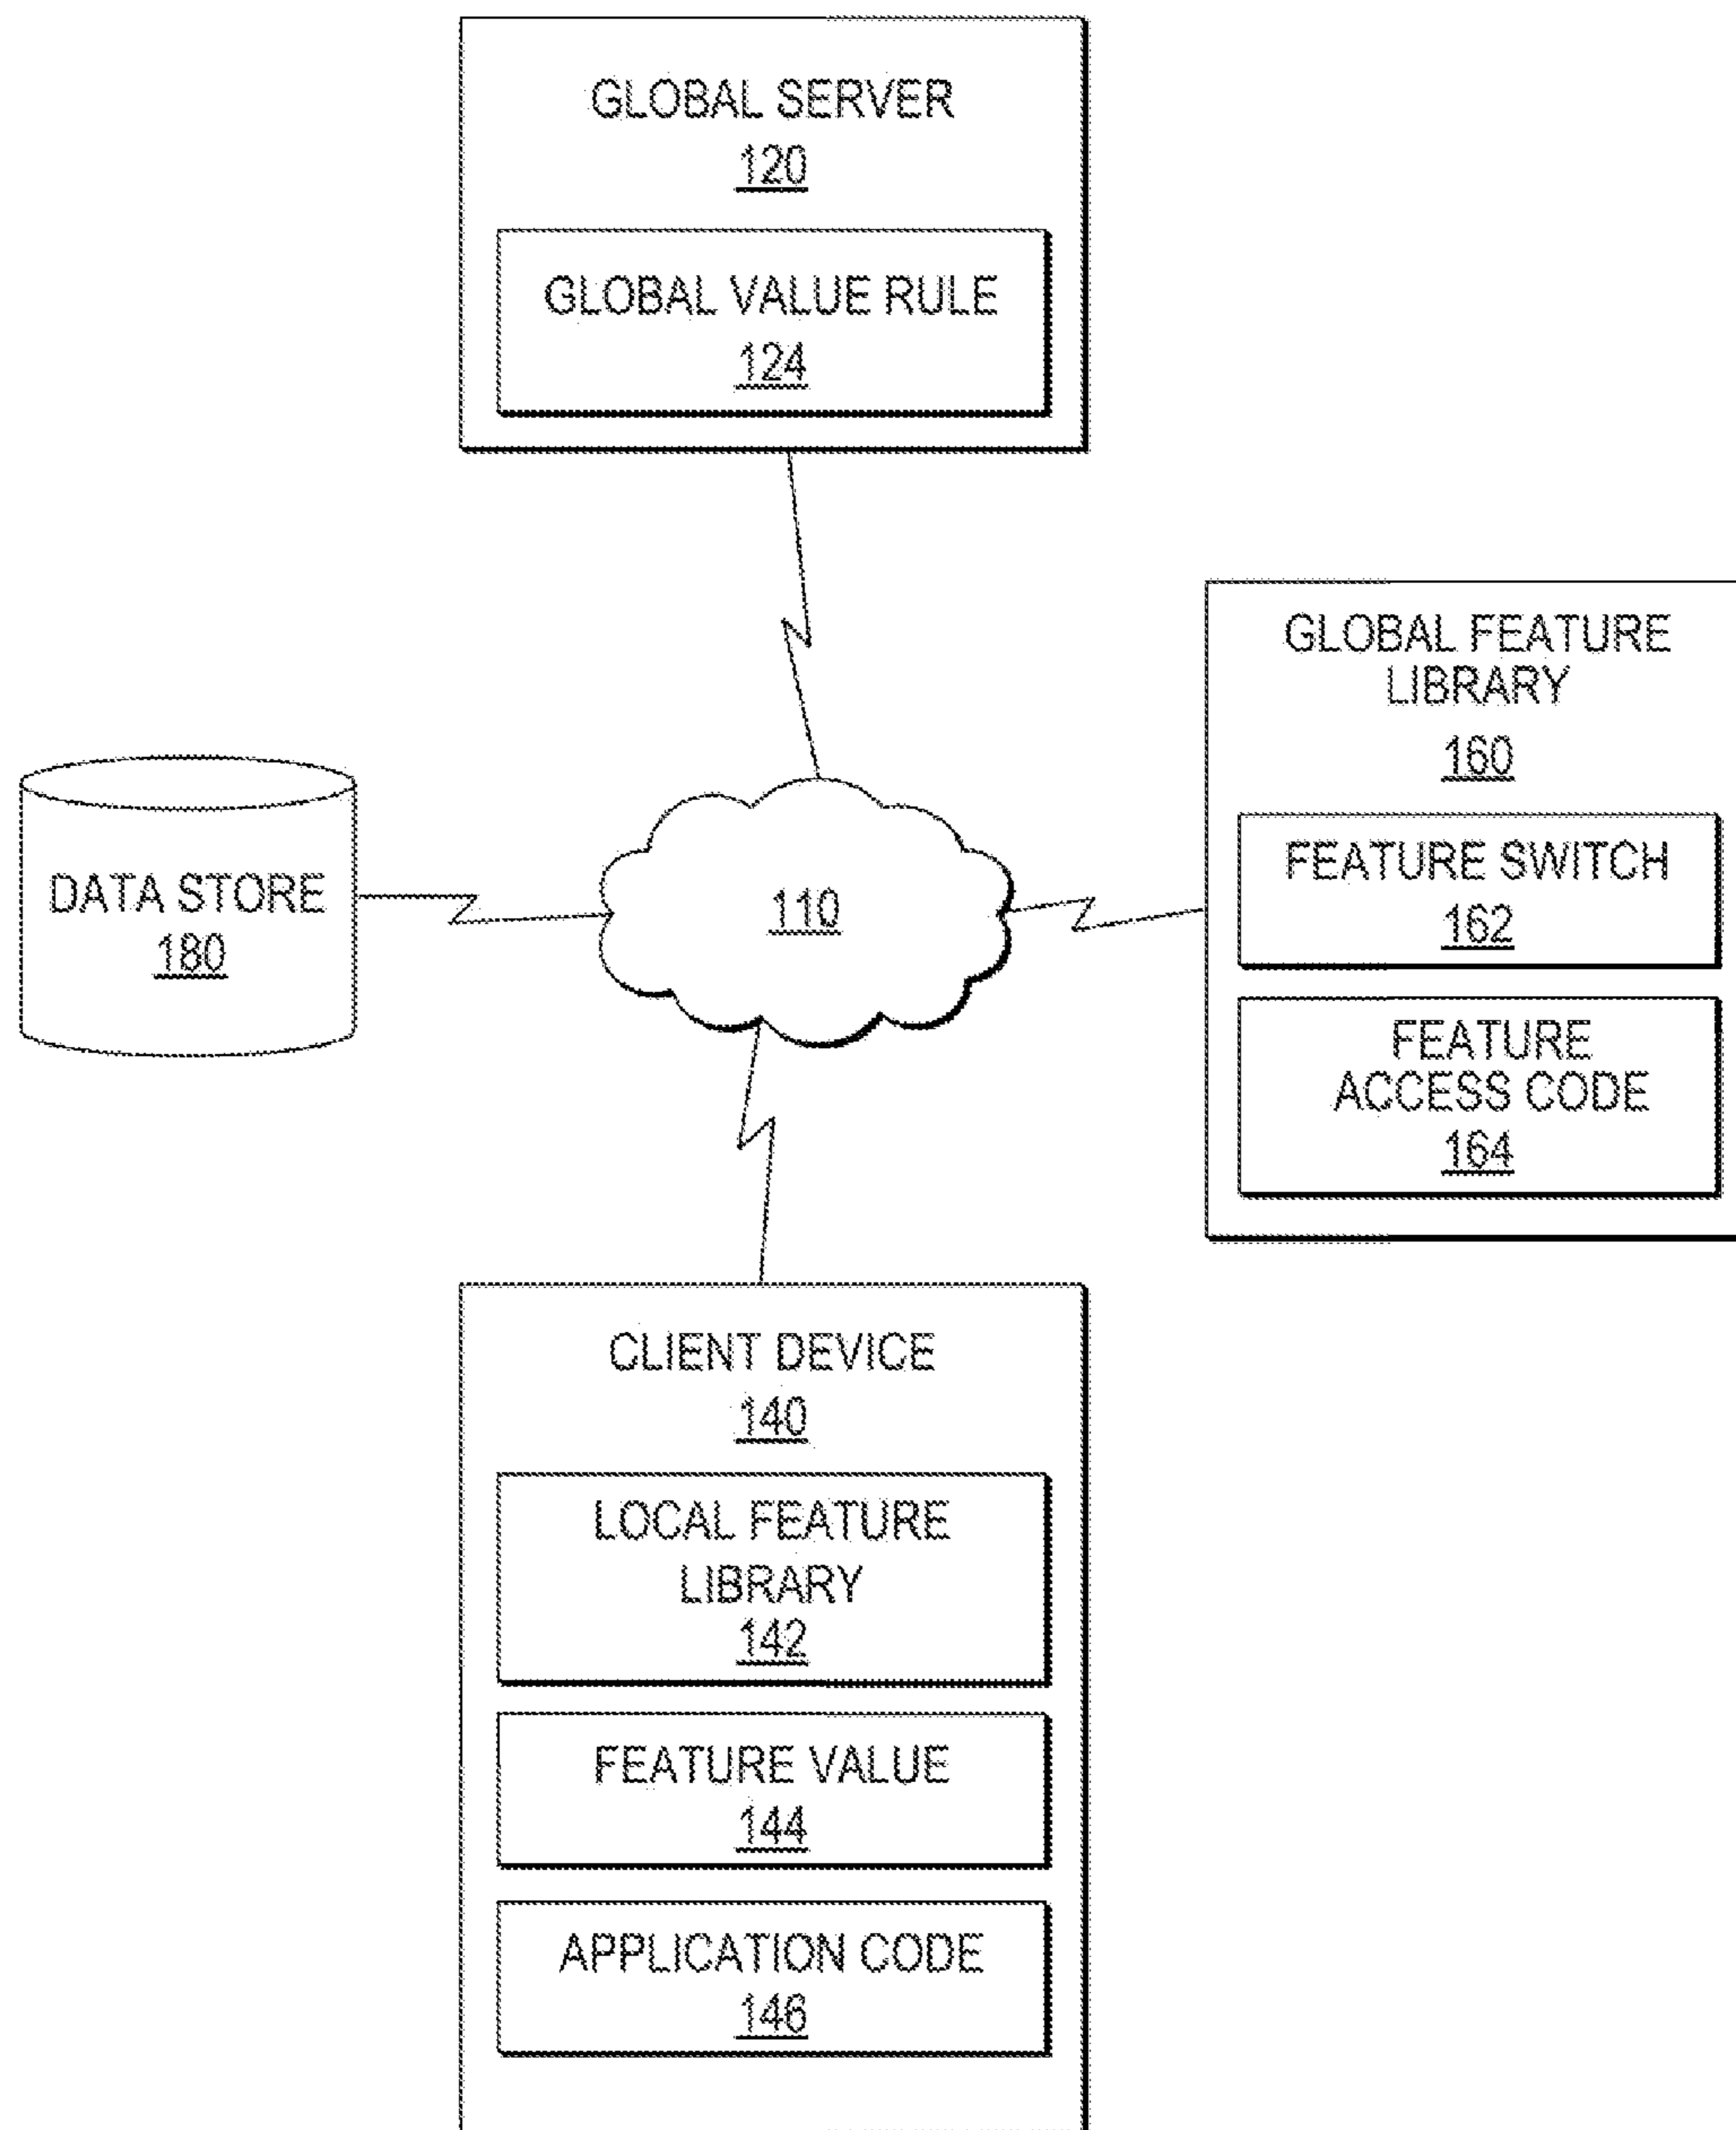 GLOBAL SERVER
120
GLOBAL VALUE RULE
124
GLOBAL FEATURE
LIBRARY
160
FEATURE SWITCH
162
FEATURE
ACCESS CODE
164
DATA STORE
180
110
CLIENT DEVICE
140
LOCAL FEATURE
LIBRARY
142
FEATURE VALUE
144
APPLICATION CODE
146